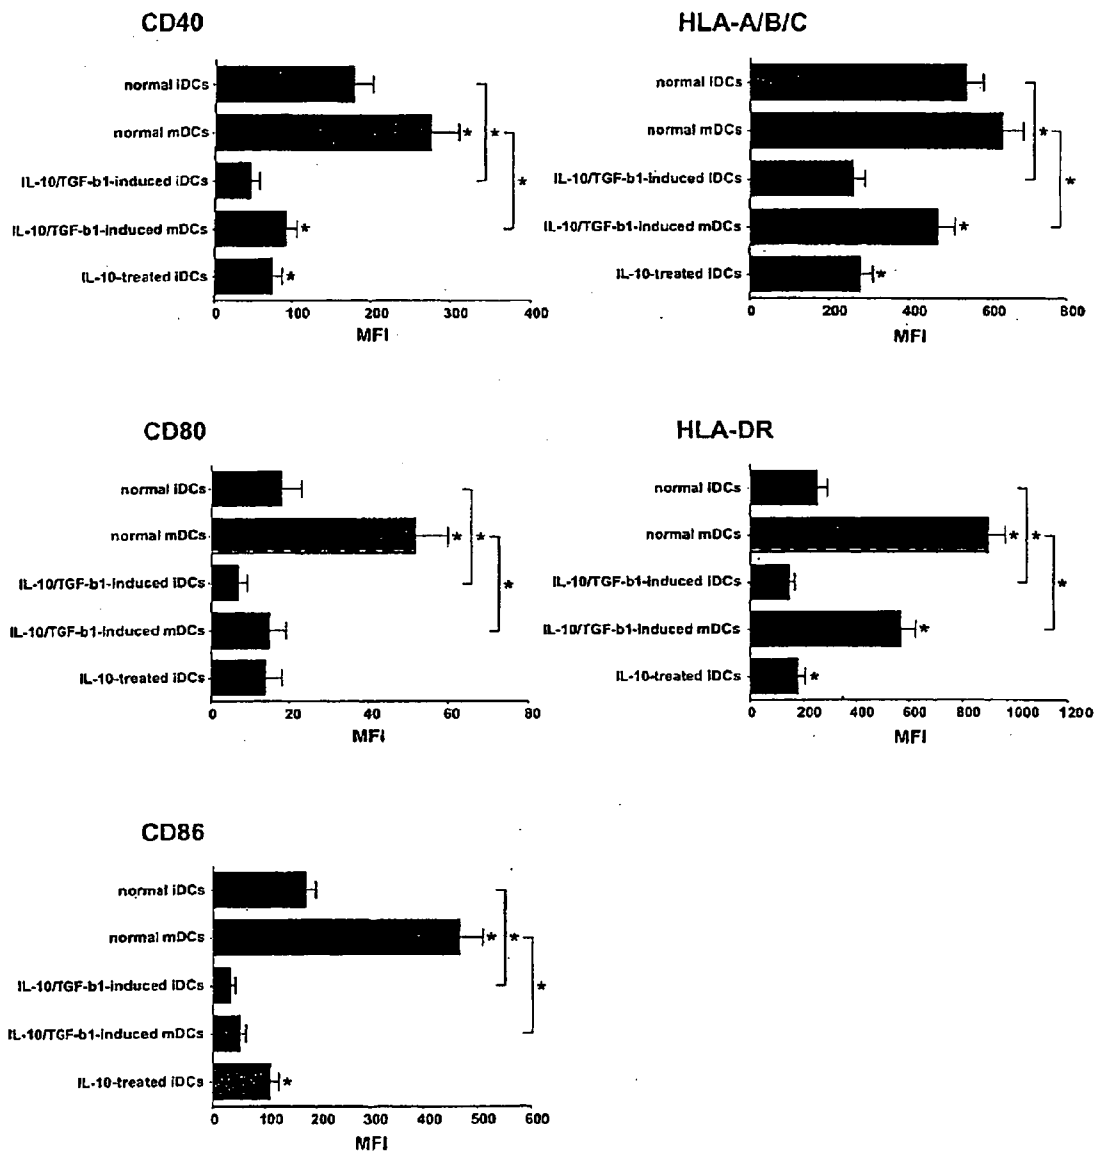 CD40
normal iDCs
normal mDCs
IL-10/TGF-b1-induced iDCs
IL-10/TGF-b1-induced mDCs
IL-10-treated iDCs
* * *
* *
0 100 200 300 400
MFI
HLA-A/B/C
normal iDCs
normal mDCs
IL-10/TGF-b1-induced iDCs
IL-10/TGF-b1-induced mDCs
IL-10-treated iDCs
* *
* *
0 200 400 600 800
MFI
CD80
normal iDCs
normal mDCs
IL-10/TGF-b1-induced iDCs
IL-10/TGF-b1-induced mDCs
IL-10-treated iDCs
* * *
0 20 40 60 80
MFI
HLA-DR
normal iDCs
normal mDCs
IL-10/TGF-b1-induced iDCs
IL-10/TGF-b1-induced mDCs
IL-10-treated iDCs
* * *
* *
0 200 400 600 800 1000 1200
MFI
CD86
normal iDCs
normal mDCs
IL-10/TGF-b1-induced iDCs
IL-10/TGF-b1-induced mDCs
IL-10-treated iDCs
* * *
*
0 100 200 300 400 500 600
MFI